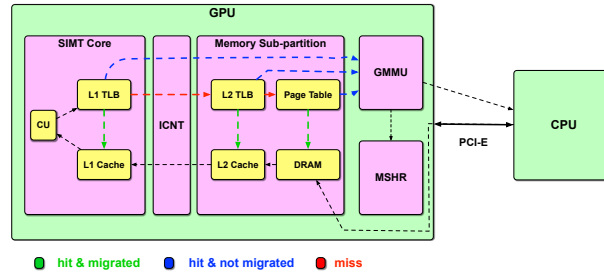 GPU
SIMT Core
Memory Sub-partition
GMMU
L1 TLB
L2 TLB
Page Table
CU
ICNT
CPU
PCI-E
L1 Cache
L2 Cache
DRAM
MSHR
hit & migrated
hit & not migrated
miss